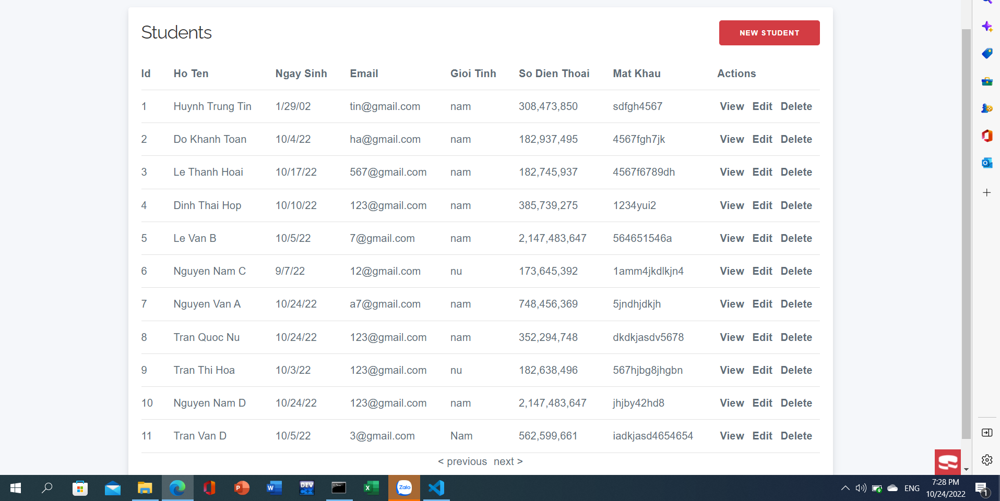 Students
NEW STUDENT
Id Ho Ten Ngay Sinh Email Gioi Tinh So Dien Thoai Mat Khau Actions
1 Huynh Trung Tin 1/29/02 tin@gmail.com nam 308,473,850 sdfgh4567 View Edit Delete
2 Do Khanh Toan 10/4/22 ha@gmail.com nam 182,937,495 4567fgh7jk View Edit Delete
3 Le Thanh Hoai 10/17/22 567@gmail.com nam 182,745,937 4567f6789dh View Edit Delete
4 Dinh Thai Hop 10/10/22 123@gmail.com nam 385,739,275 1234yui2 View Edit Delete
5 Le Van B 10/5/22 7@gmail.com nam 2,147,483,647 564651546a View Edit Delete
6 Nguyen Nam C 9/7/22 12@gmail.com nu 173,645,392 1amm4jkdlkjn4 View Edit Delete
7 Nguyen Van A 10/24/22 a7@gmail.com nam 748,456,369 5jndhjdkjh View Edit Delete
8 Tran Quoc Nu 10/24/22 123@gmail.com nam 352,294,748 dkdkjasdv5678 View Edit Delete
9 Tran Thi Hoa 10/3/22 123@gmail.com nu 182,638,496 567hjbg8jhgbn View Edit Delete
10 Nguyen Nam D 10/24/22 123@gmail.com nam 2,147,483,647 jhjby42hd8 View Edit Delete
11 Tran Van D 10/5/22 3@gmail.com Nam 562,599,661 iadkjasd4654654 View Edit Delete
< previous next >
DEV
C++
Zalo
ENG
7:28 PM
10/24/2022
1